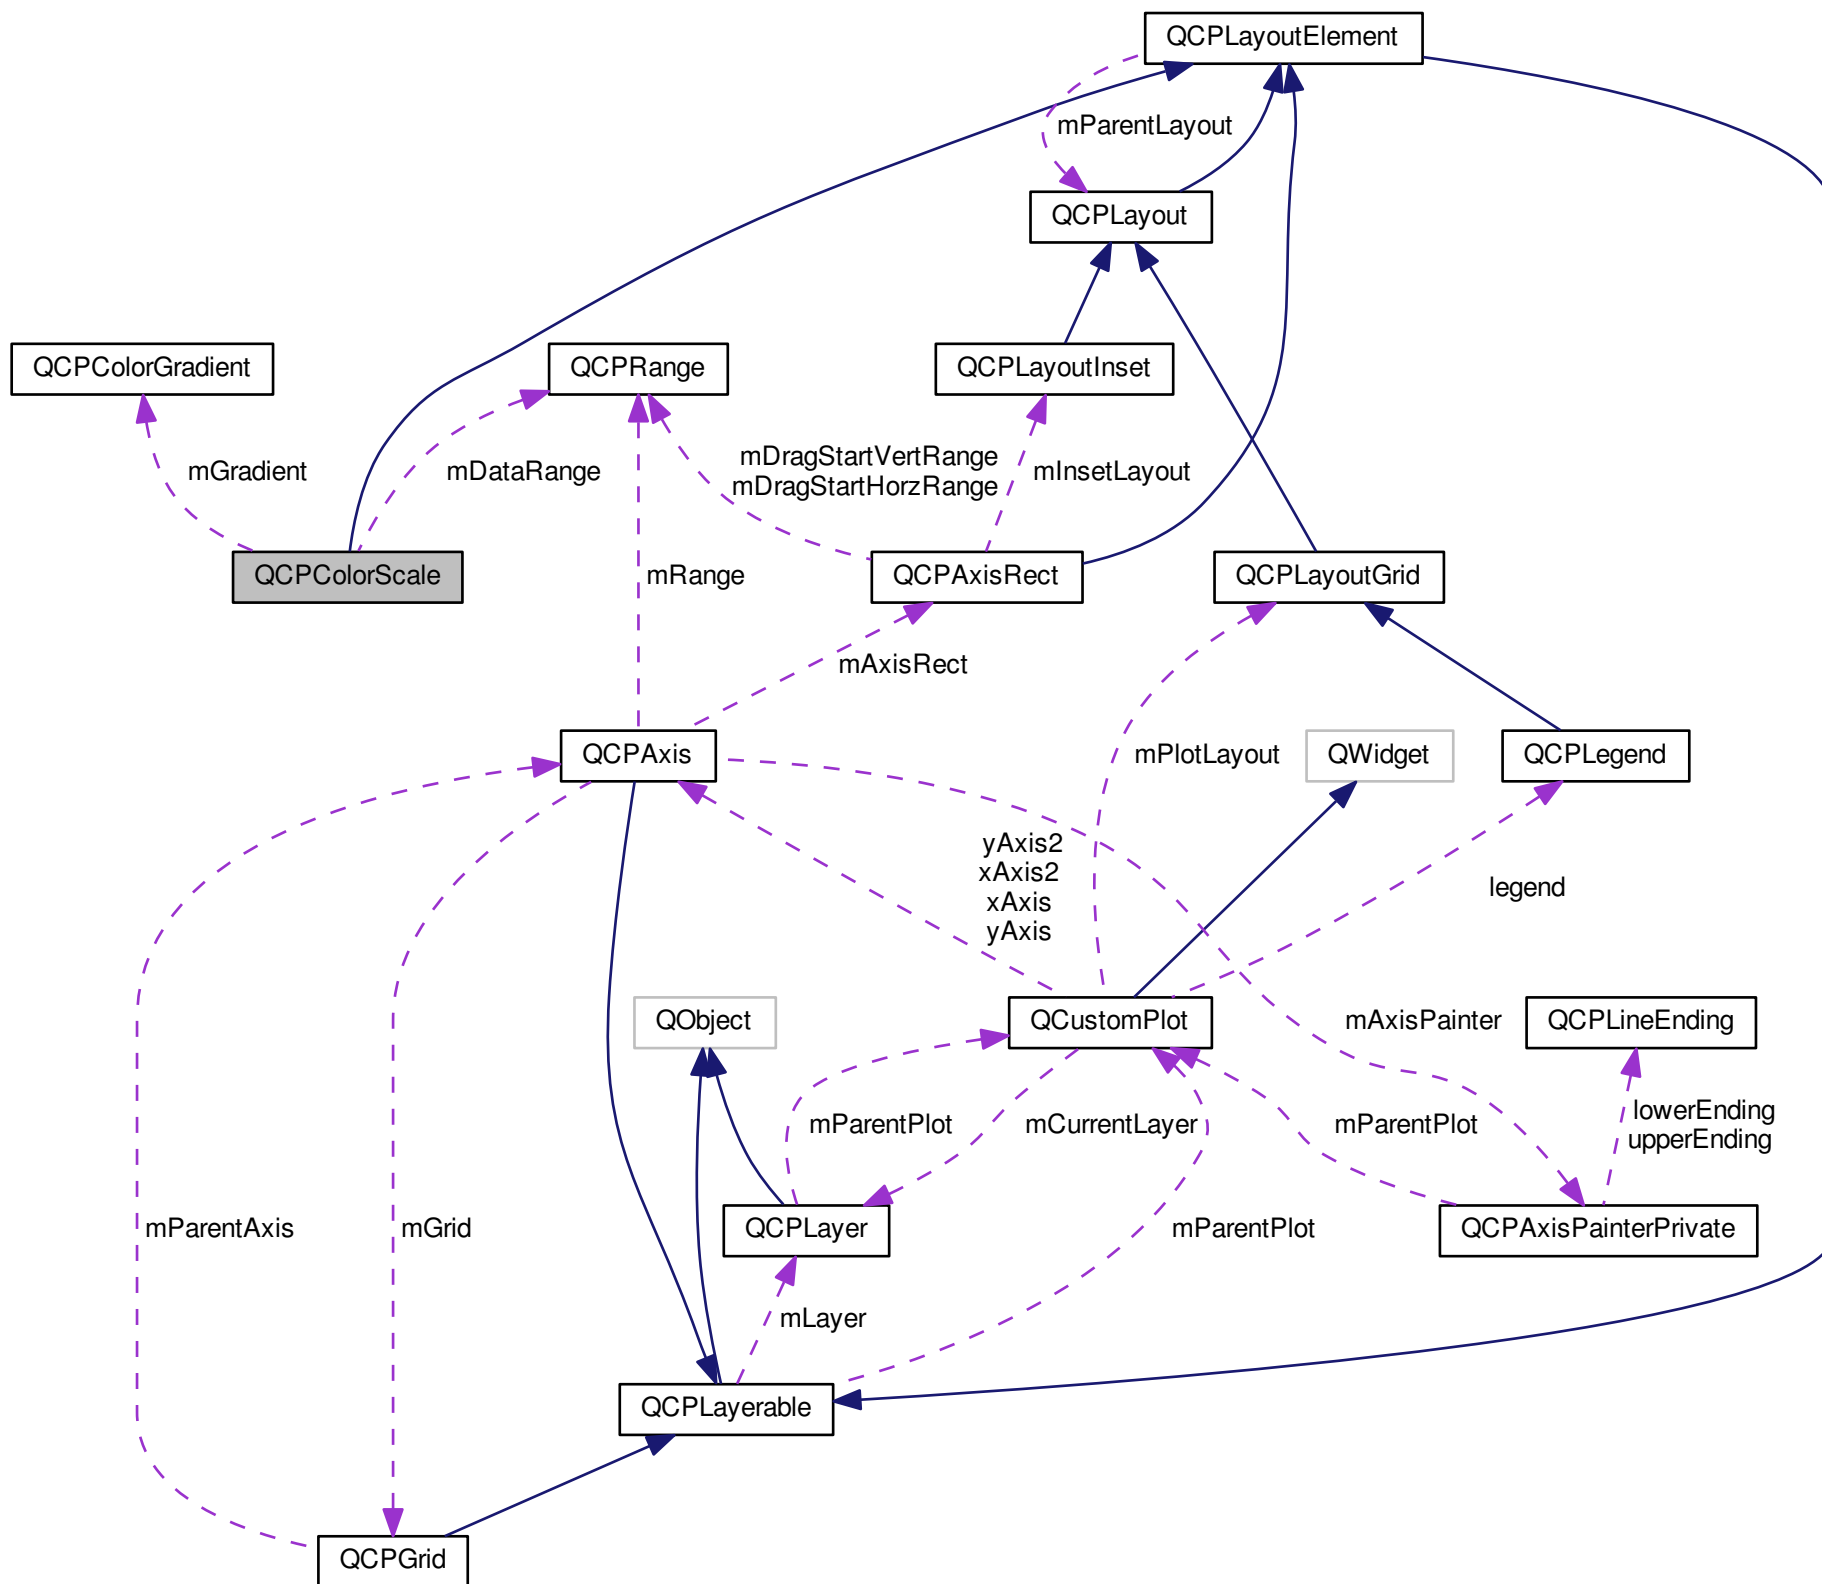 QCPLayoutElement
mParentLayout
QCPLayout
QCPColorGradient
QCPRange
QCPLayoutInset
mGradient
mDataRange
mDragStartVertRange
mDragStartHorzRange
mInsetLayout
QCPColorScale
mRange
QCPAxisRect
QCPLayoutGrid
mAxisRect
QCPAxis
mPlotLayout
QWidget
QCPLegend
yAxis2
xAxis2
xAxis
yAxis
legend
QObject
QCustomPlot
mAxisPainter
QCPLineEnding
mParentPlot
mCurrentLayer
mParentPlot
lowerEnding
upperEnding
mParentAxis
mGrid
QCPLayer
mParentPlot
QCPAxisPainterPrivate
mLayer
QCPLayerable
QCPGrid